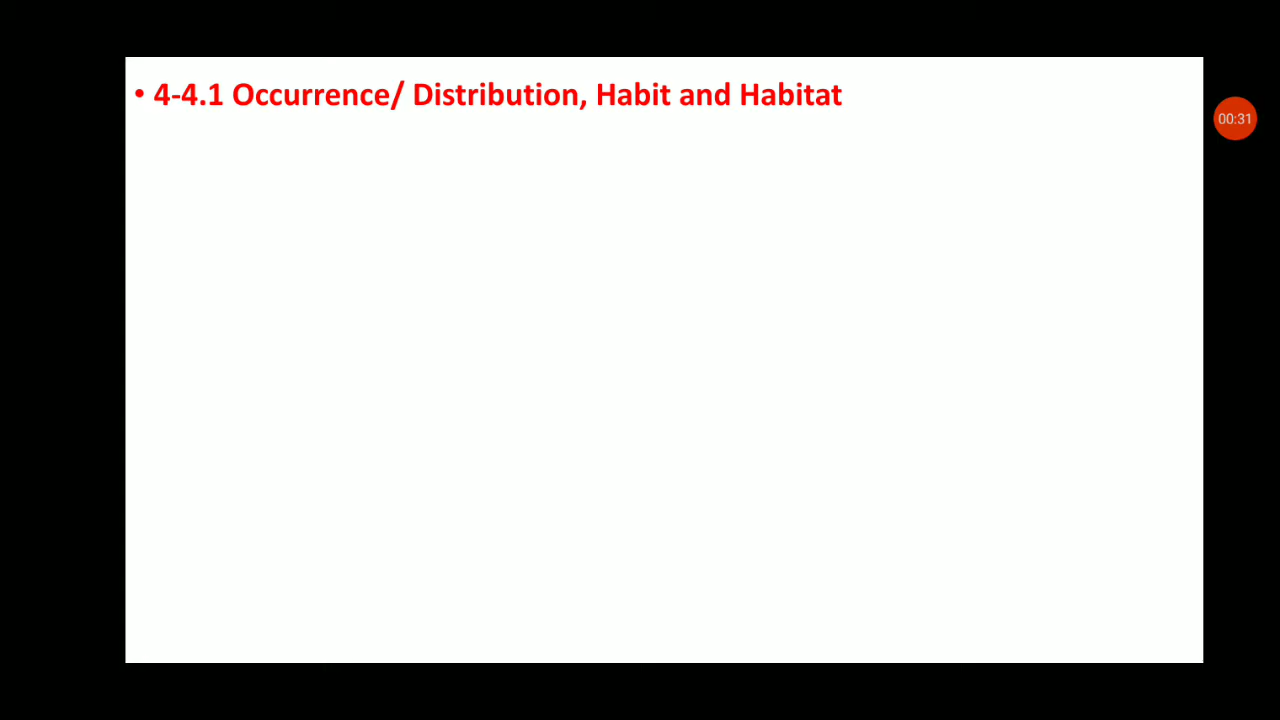 • 4-4.1 Occurrence/ Distribution, Habit and Habitat
00:31